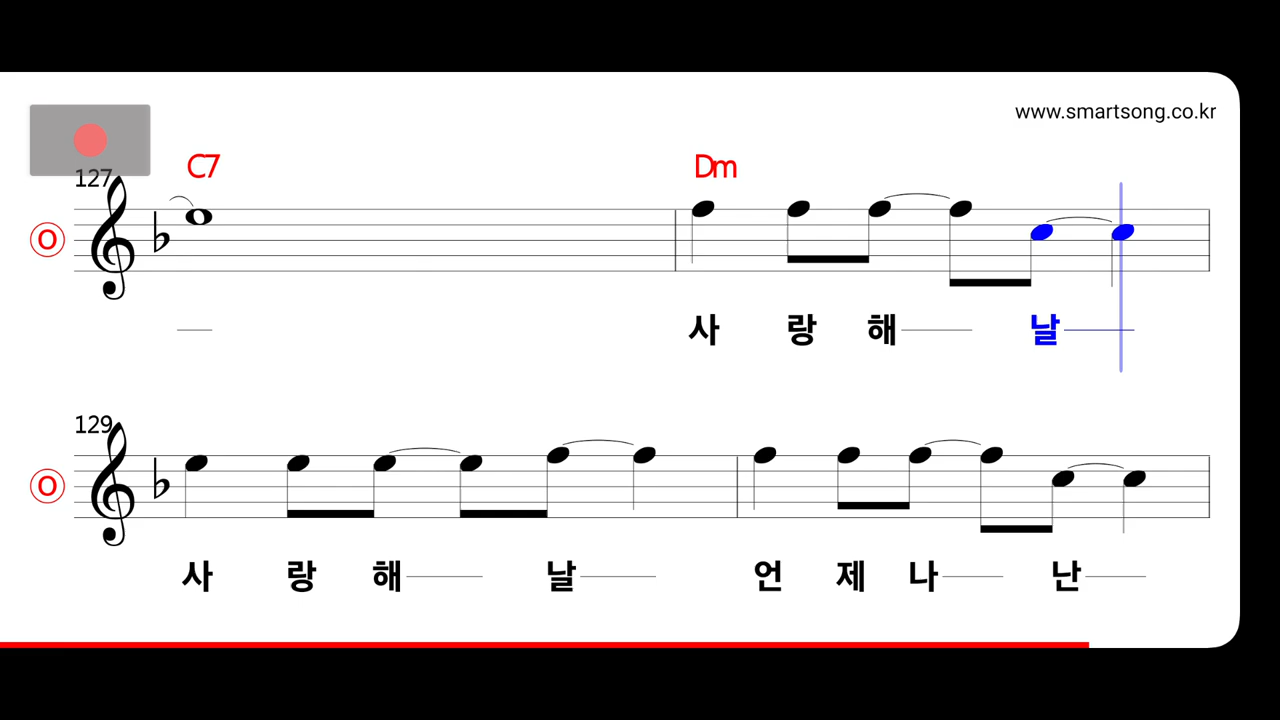 www.smartsong.co.kr
127
C7 Dm
O
사 랑 해 날
129
O
사 랑 해 날 언 제 나 난